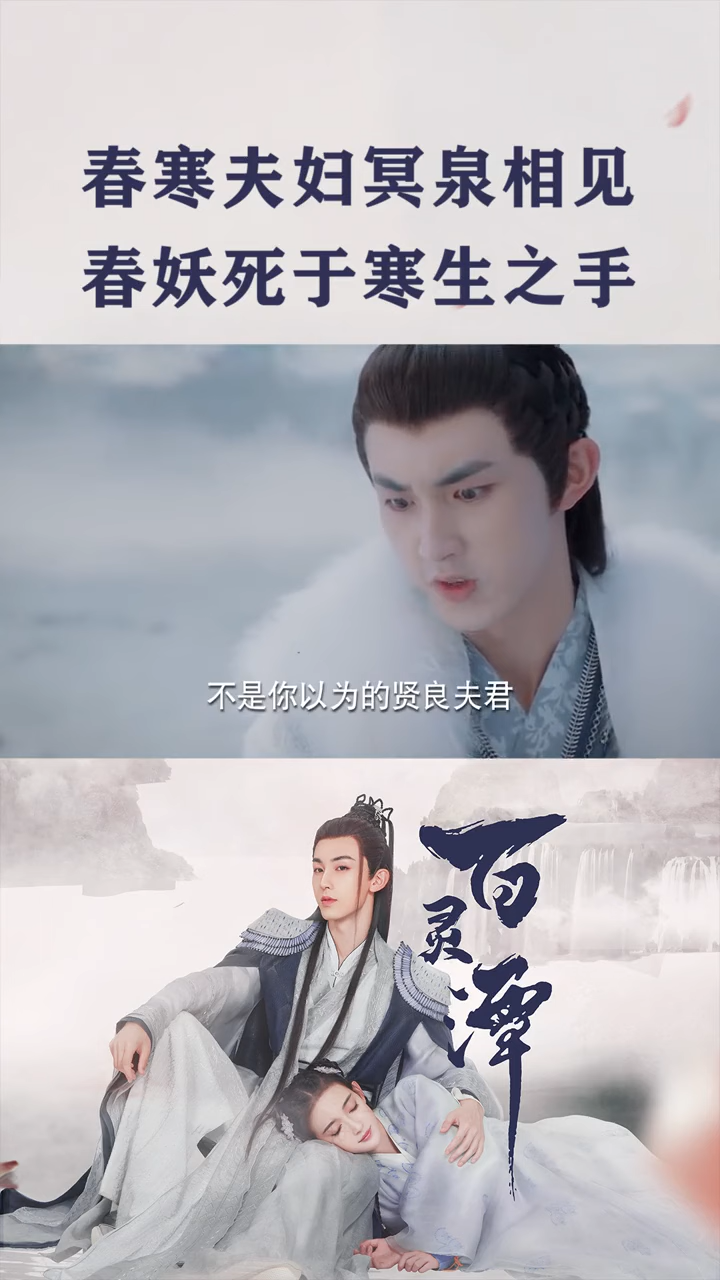 春寒夫妇冥泉相见
春妖死于寒生之手
不是你以为的贤良夫君
百灵潭